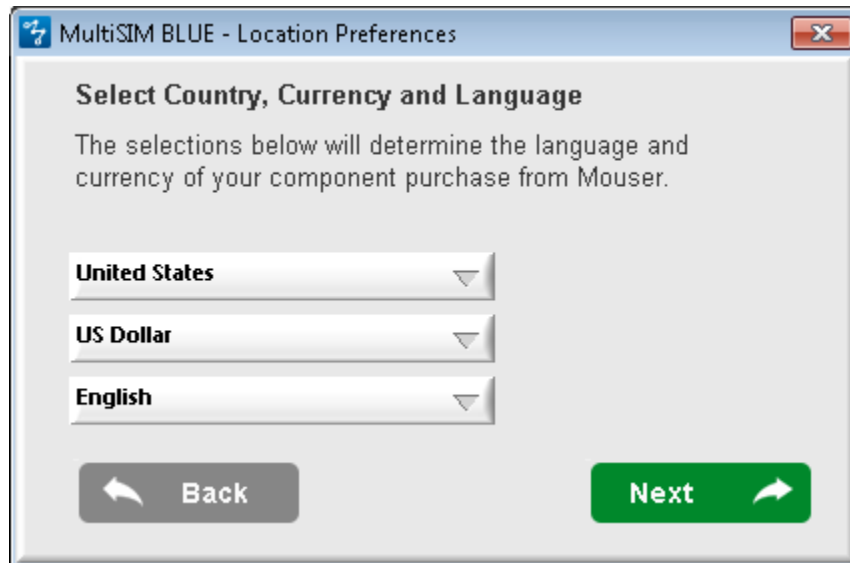 MultiSIM BLUE - Location Preferences
Select Country, Currency and Language
The selections below will determine the language and
currency of your component purchase from Mouser.
United States
US Dollar
English
Back
Next